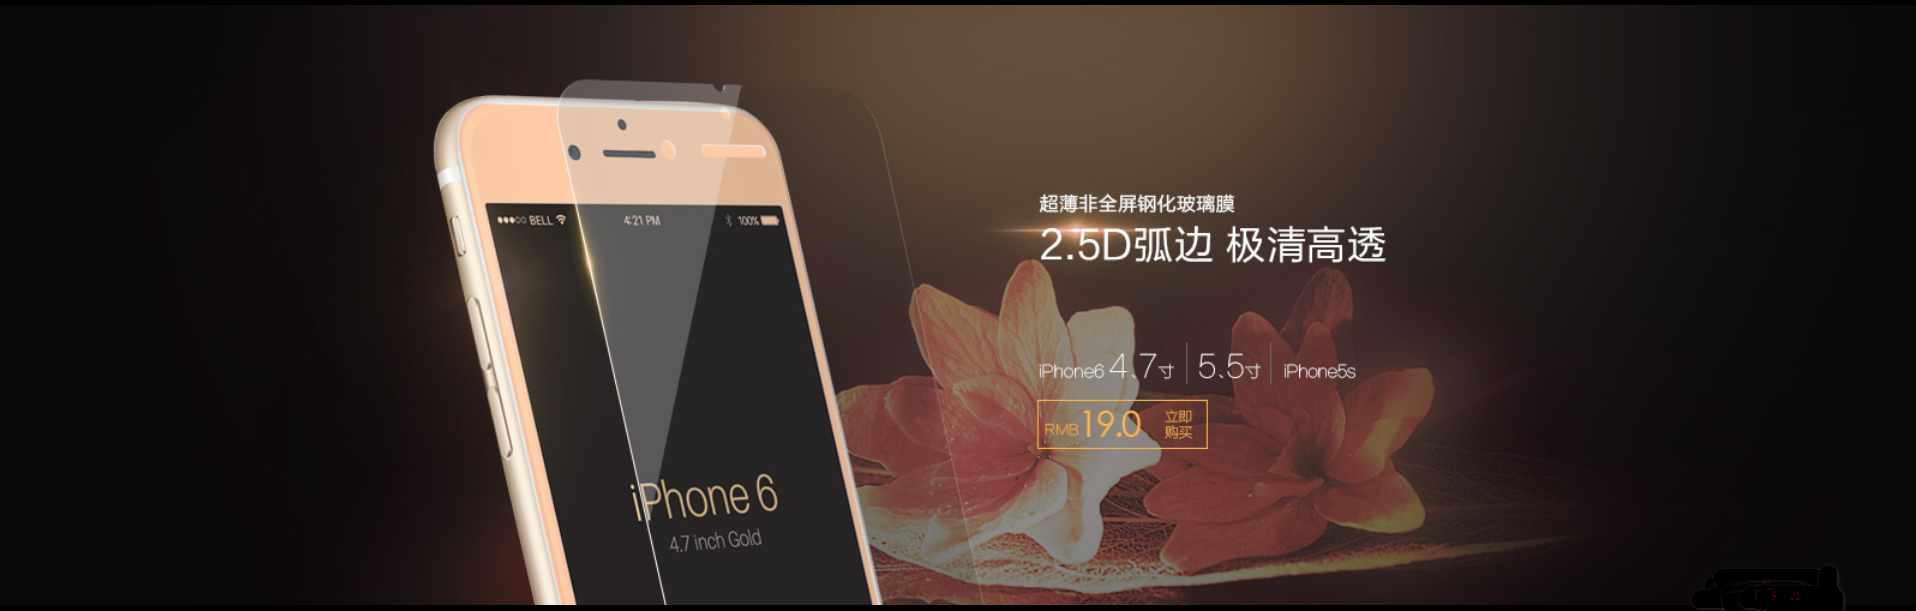 ●●●○○ BELL 4:21 PM 100%
iPhone 6
4.7 inch Gold
超薄非全屏钢化玻璃膜
2.5D弧边 极清高透
iPhone6 4.7寸 5.5寸 iPhone5s
RMB19.0 立即
购买